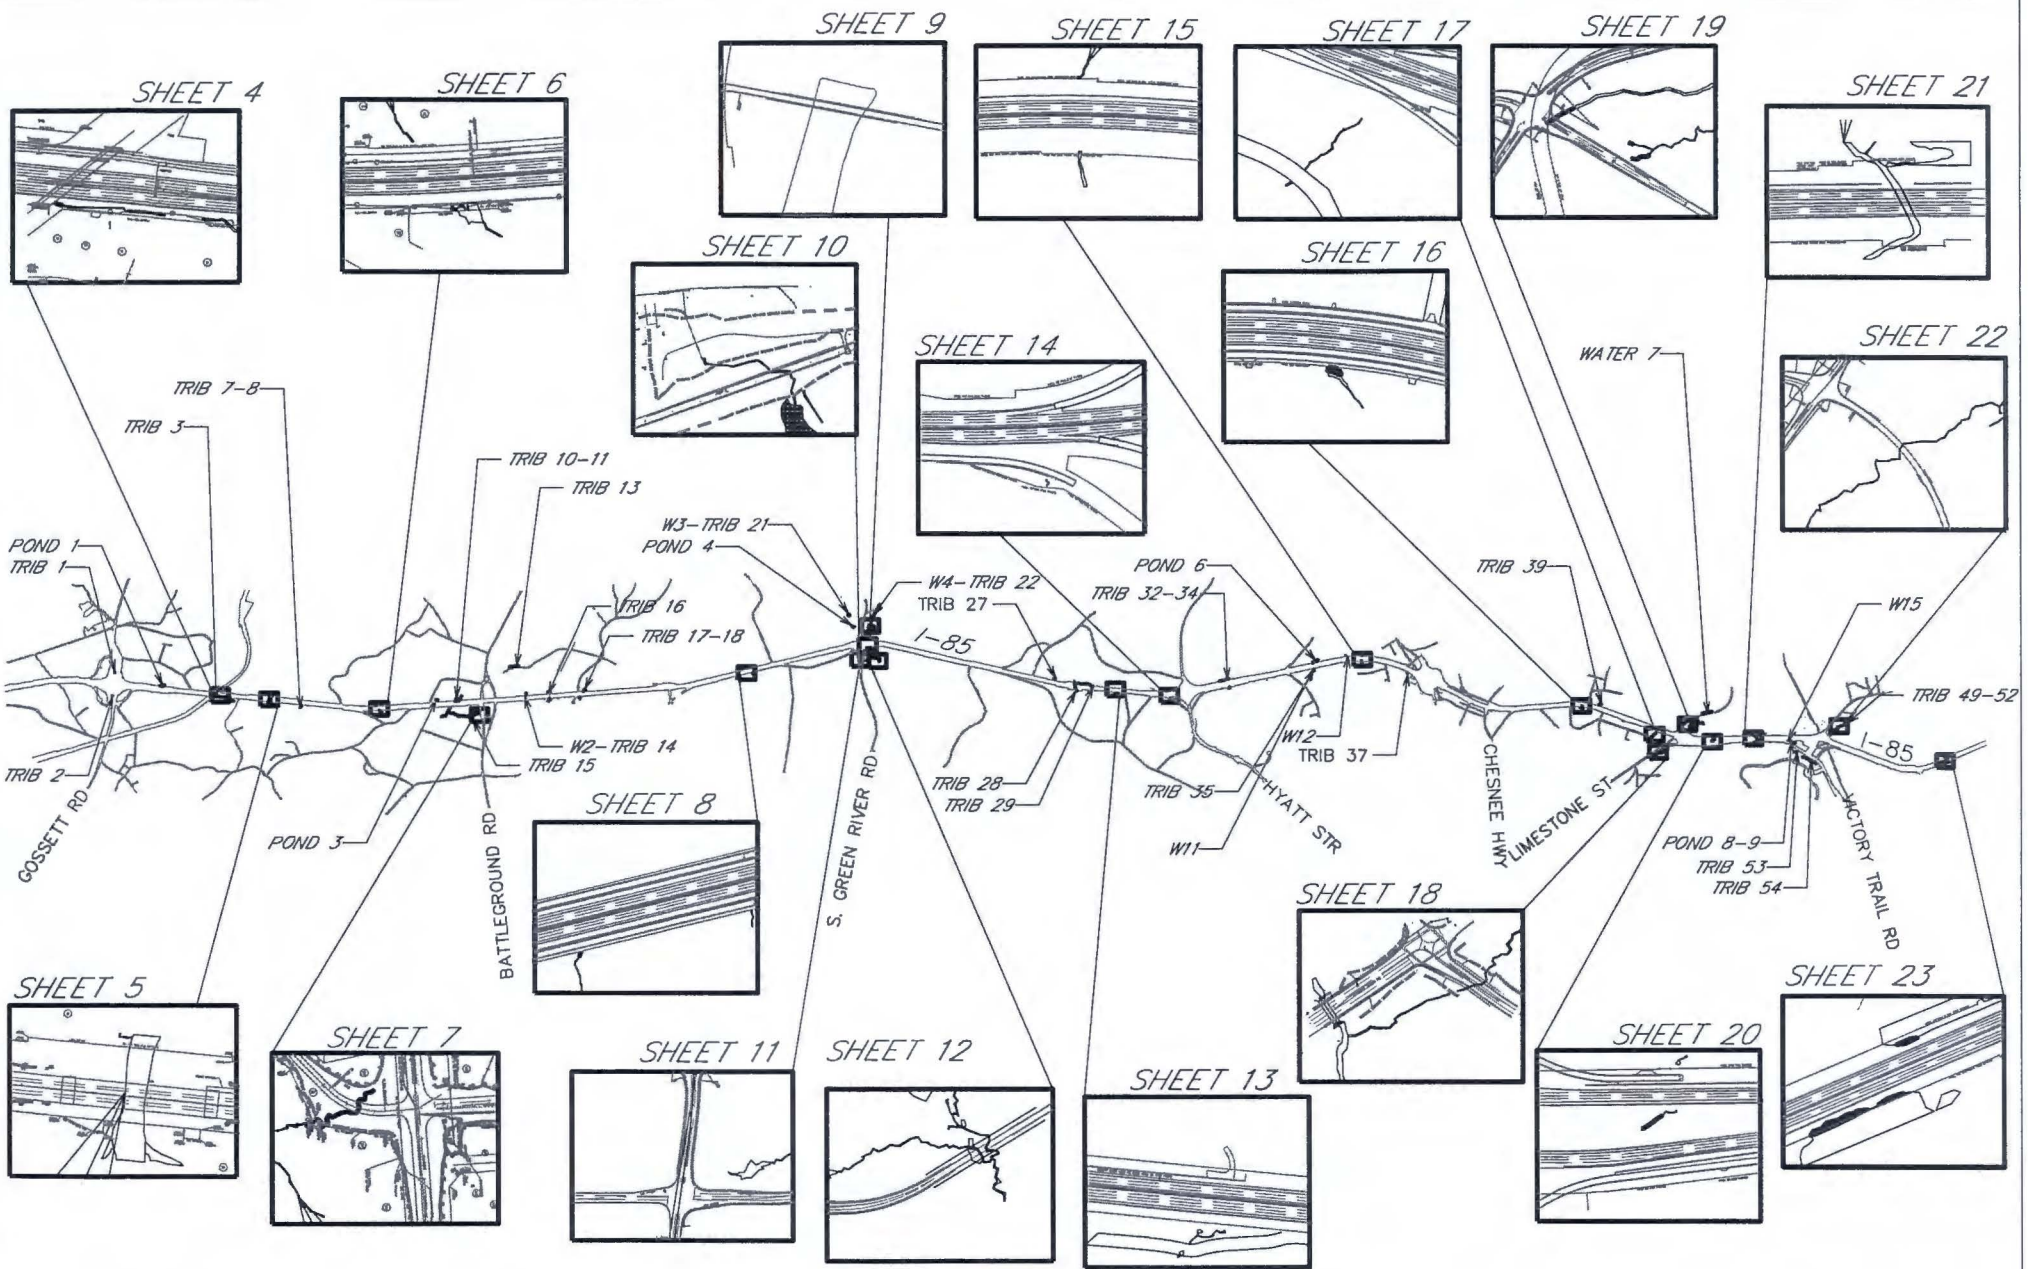 SHEET 9
SHEET 15
SHEET 17
SHEET 19
SHEET 4
SHEET 6
SHEET 21
SHEET 10
SHEET 16
SHEET 14
SHEET 22
WATER 7
TRIB 7-8
TRIB 3
TRIB 10-11
TRIB 13
W3-TRIB 21
POND 4
POND 1
TRIB 1
W4-TRIB 22
TRIB 27
POND 6
TRIB 32-34
TRIB 39
W15
TRIB 16
TRIB 17-18
I-85
TRIB 49-52
I-85
W2-TRIB 14
TRIB 15
TRIB 2
W12
TRIB 37
TRIB 28
TRIB 29
TRIB 35
W11
POND 3
GOSSETT RD
BATTLEGROUND RD
S. GREEN RIVER RD
HYATT STR
CHESNEE HWY
LIMESTONE ST
VICTORY TRAIL RD
POND 8-9
TRIB 53
TRIB 54
SHEET 8
SHEET 18
SHEET 5
SHEET 23
SHEET 7
SHEET 11
SHEET 12
SHEET 13
SHEET 20